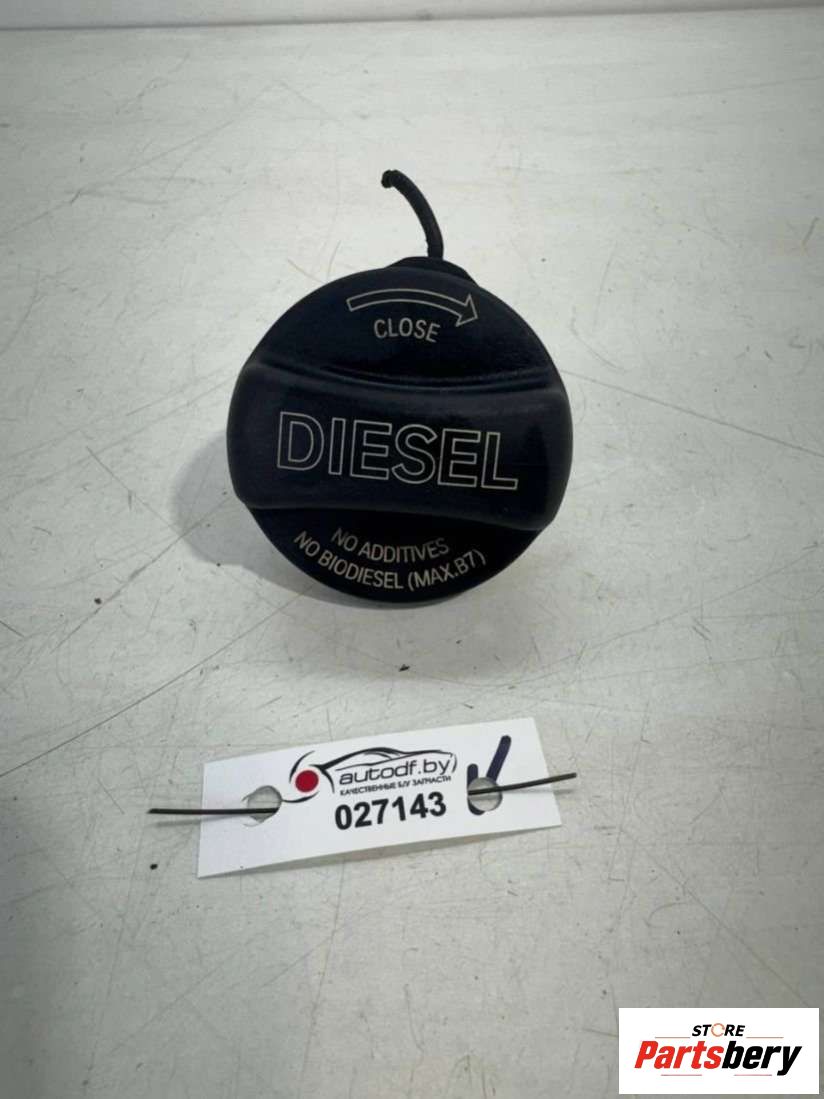 CLOSE
DIESEL
NO ADDITIVES
NO BIODIESEL (MAX.B7)
autodf.by
КАЧЕСТВЕННЫЕ Б/У ЗАПЧАСТИ
027143
STORE
Partsbery